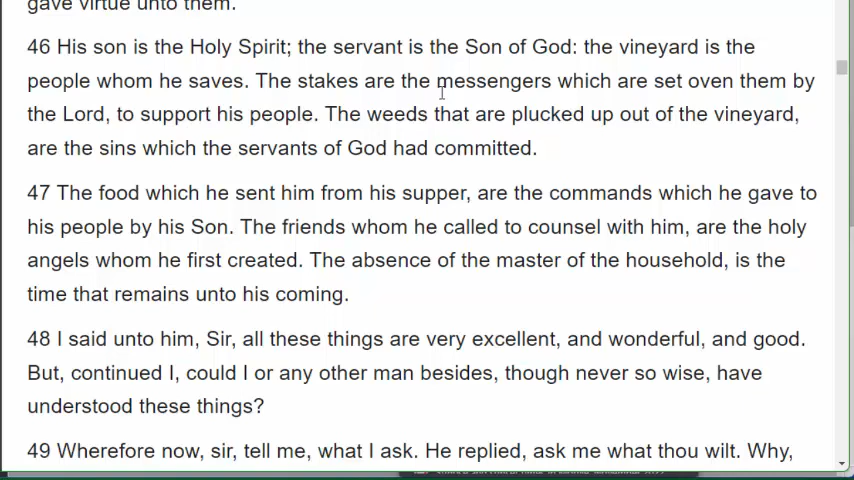 gave virtue unto them.
46 His son is the Holy Spirit; the servant is the Son of God: the vineyard is the
people whom he saves. The stakes are the messengers which are set oven them by
the Lord, to support his people. The weeds that are plucked up out of the vineyard,
are the sins which the servants of God had committed.
47 The food which he sent him from his supper, are the commands which he gave to
his people by his Son. The friends whom he called to counsel with him, are the holy
angels whom he first created. The absence of the master of the household, is the
time that remains unto his coming.
48 I said unto him, Sir, all these things are very excellent, and wonderful, and good.
But, continued I, could I or any other man besides, though never so wise, have
understood these things?
49 Wherefore now, sir, tell me, what I ask. He replied, ask me what thou wilt. Why,